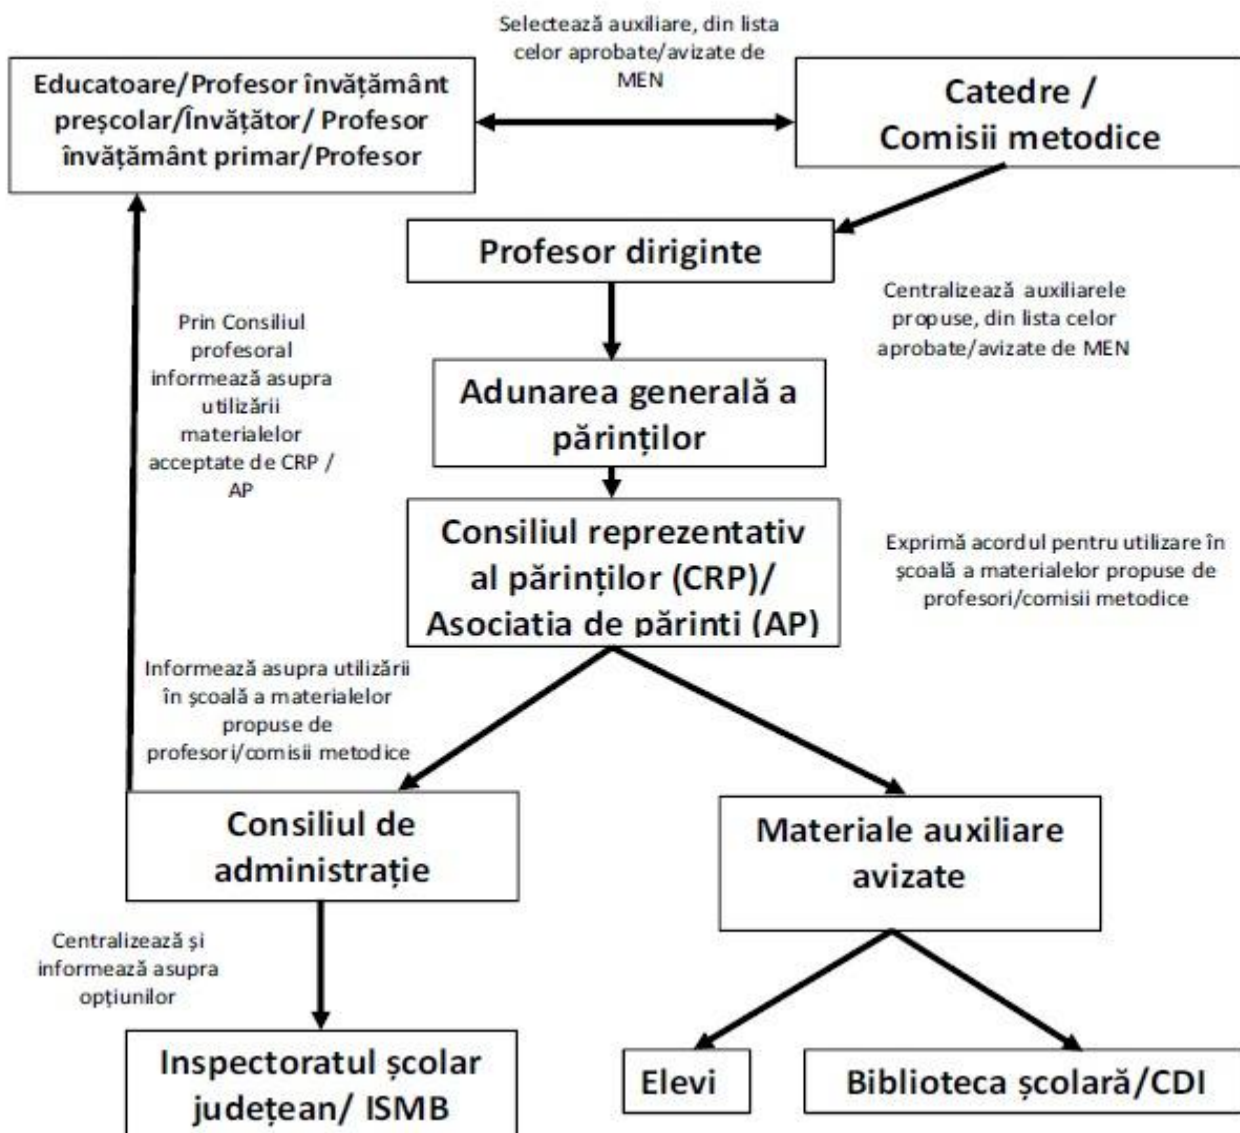 Selectează auxiliare, din lista
celor aprobate/avizate de
MEN
Educatoare/Profesor învățământ
preșcolar/Învățător/ Profesor
învățământ primar/Profesor
Catedre /
Comisii metodice
Profesor diriginte
Centralizează auxiliarele
propuse, din lista celor
aprobate/avizate de MEN
Prin Consiliul
profesoral
informează asupra
utilizării
materialelor
acceptate de CRP /
AP
Adunarea generală a
părinților
Consiliul reprezentativ
al părinților (CRP)/
Asociatia de părinti (AP)
Exprimă acordul pentru utilizare în
școală a materialelor propuse de
profesori/comisii metodice
Informează asupra utilizării
în școală a materialelor
propuse de
profesori/comisii metodice
Consiliul de
administrație
Materiale auxiliare
avizate
Centralizează și
informează asupra
opțiunilor
Inspectoratul școlar
județean/ ISMB
Elevi
Biblioteca școlară/CDI